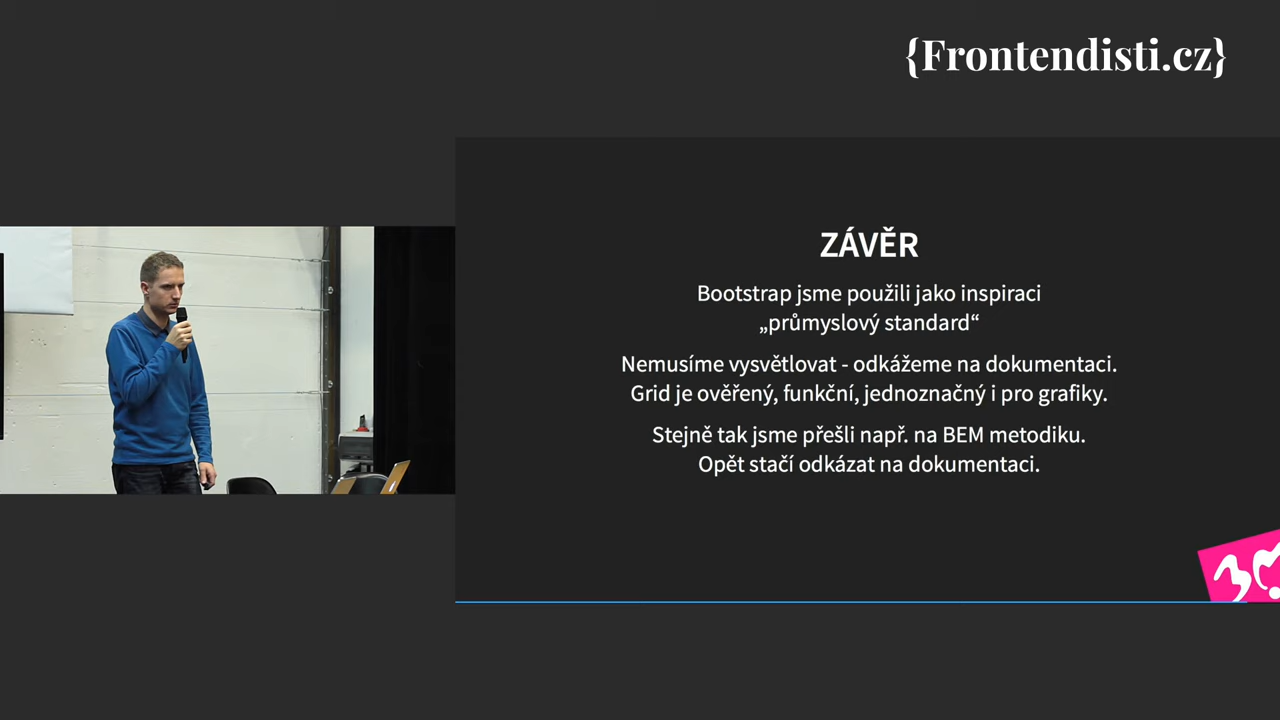 {Frontendisti.cz}
ZÁVĚR
Bootstrap jsme použili jako inspiraci
„průmyslový standard“
Nemusíme vysvětlovat - odkážeme na dokumentaci.
Grid je ověřený, funkční, jednoznačný i pro grafiky.
Stejně tak jsme přešli např. na BEM metodiku.
Opět stačí odkázat na dokumentaci.